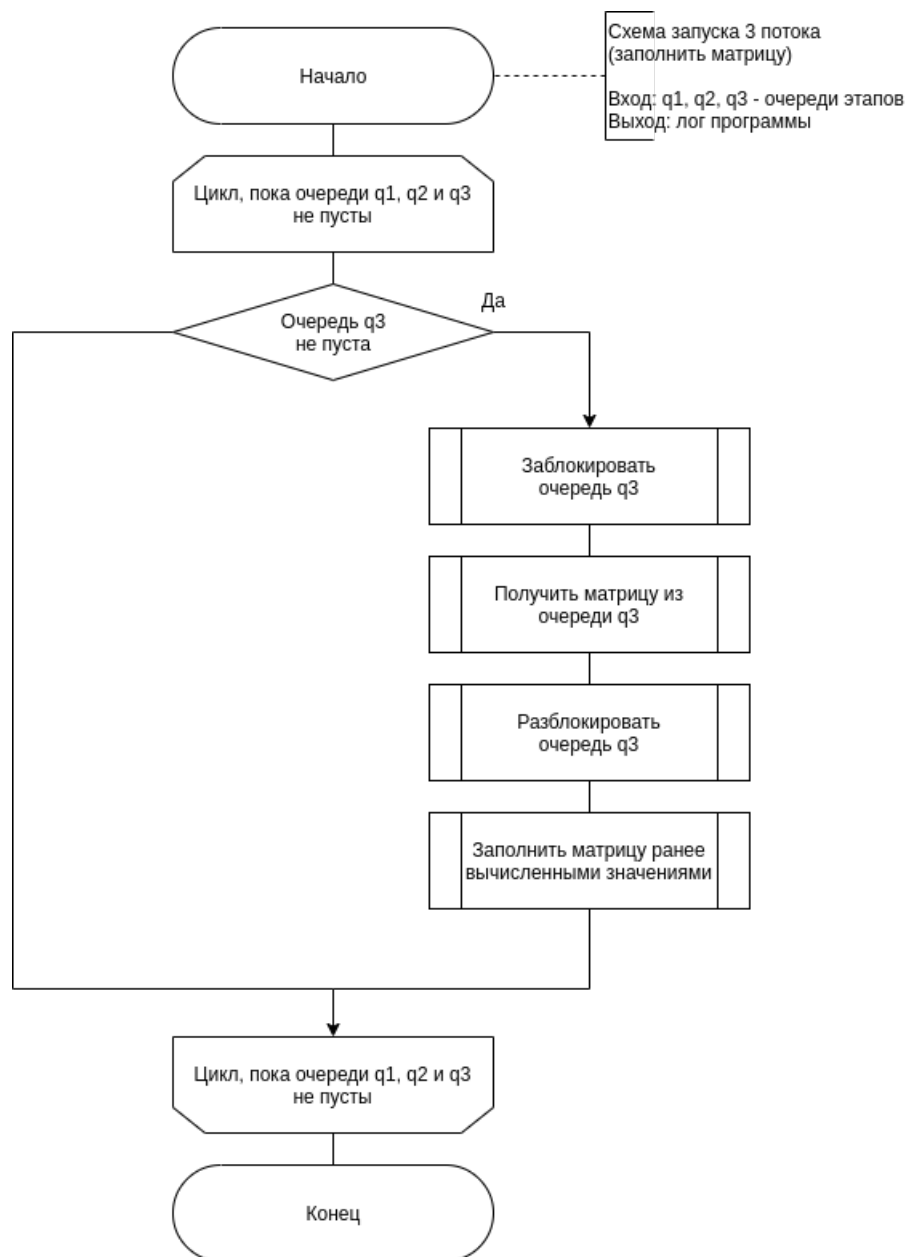 Начало
Схема запуска 3 потока
(заполнить матрицу)
Вход: q1, q2, q3 - очереди этапов
Выход: лог программы
Цикл, пока очереди q1, q2 и q3
не пусты
Да
Очередь q3
не пуста
Заблокировать
очередь q3
Получить матрицу из
очереди q3
Разблокировать
очередь q3
Заполнить матрицу ранее
вычисленными значениями
Цикл, пока очереди q1, q2 и q3
не пусты
Конец